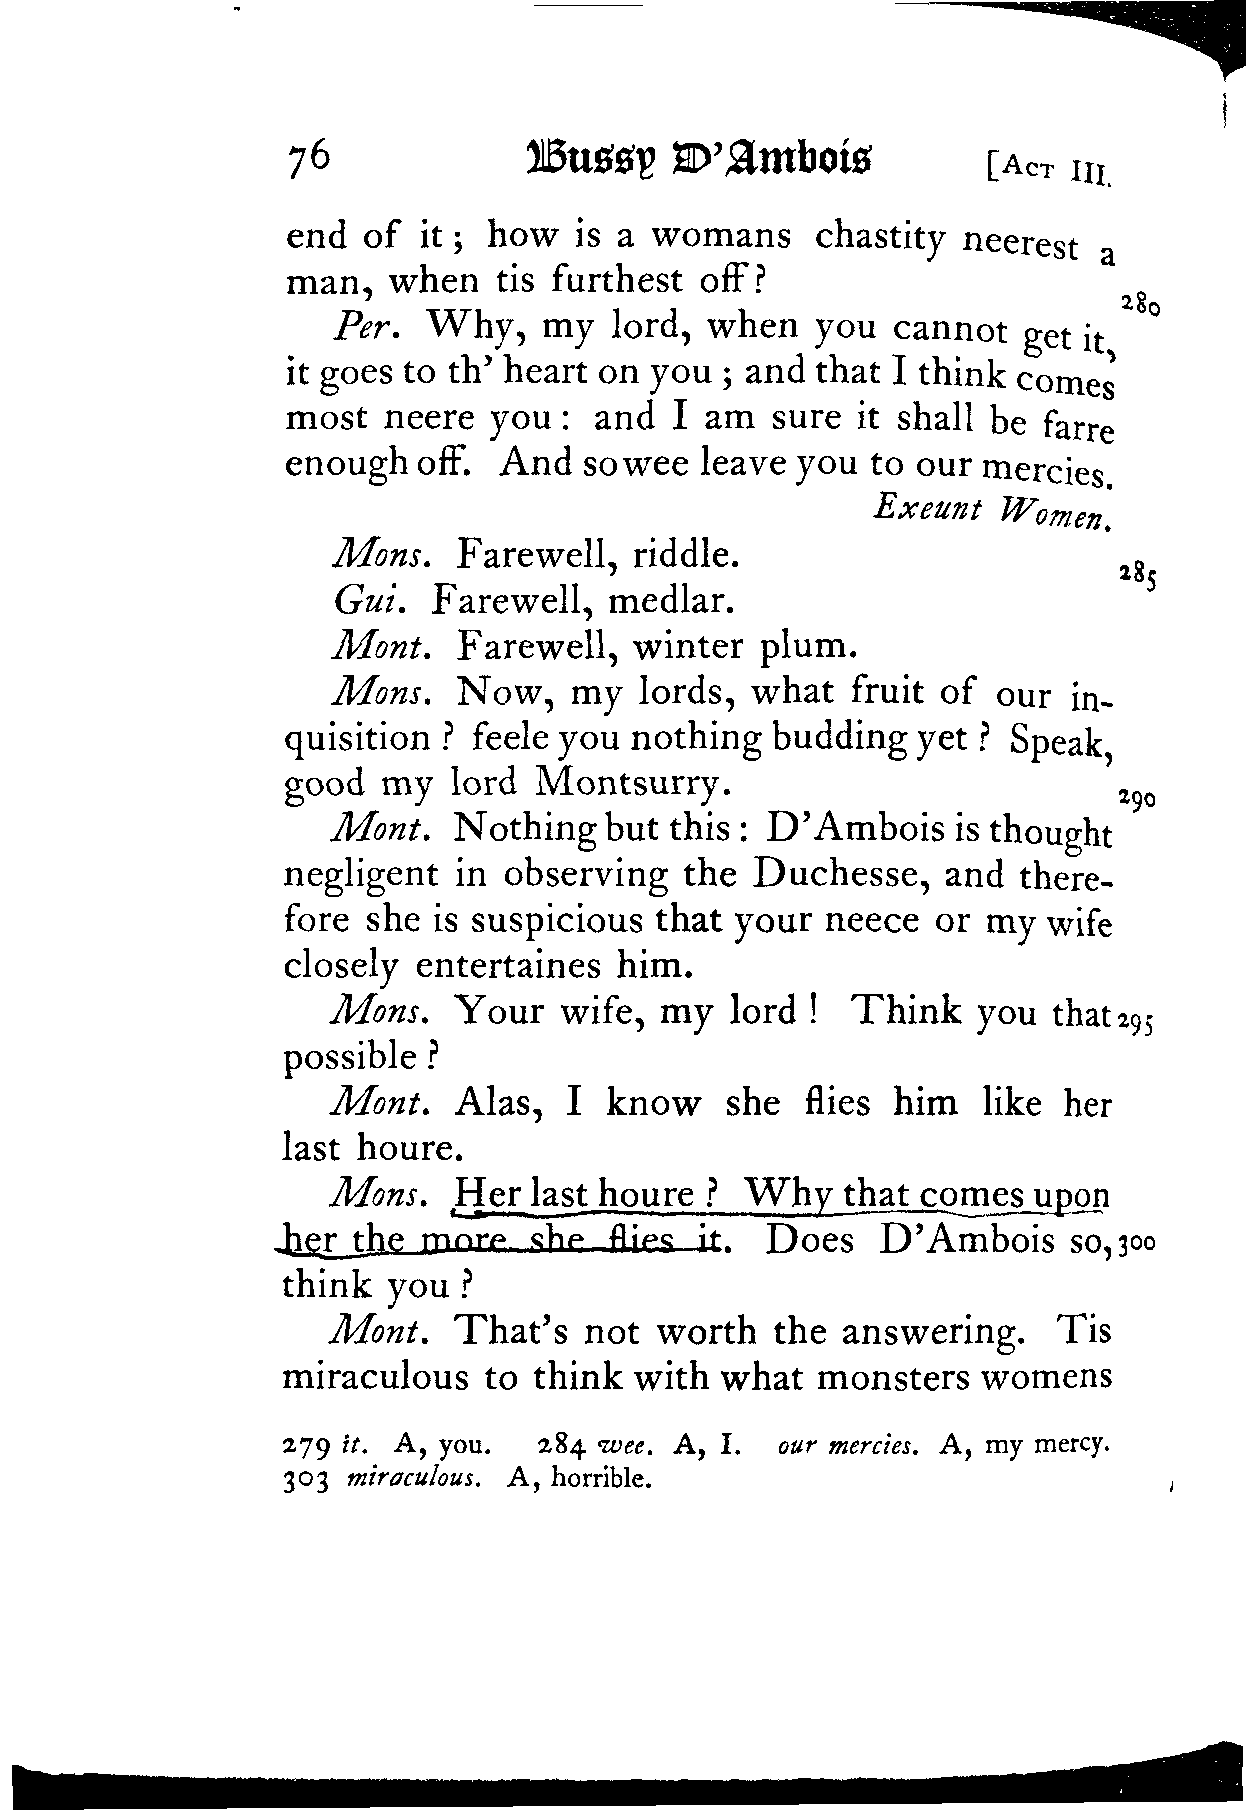 76 Bussy D'Ambois [ACT III.
end of it ; how is a womans chastity neerest a
man, when tis furthest off ? 280
Per. Why, my lord, when you cannot get it,
it goes to th' heart on you ; and that I think comes
most neere you : and I am sure it shall be farre
enough off. And so wee leave you to our mercies.
Exeunt Women.
Mons. Farewell, riddle. 285
Gui. Farewell, medlar.
Mont. Farewell, winter plum.
Mons. Now, my lords, what fruit of our in-
quisition ? feele you nothing budding yet ? Speak,
good my lord Montsurry. 290
Mont. Nothing but this : D'Ambois is thought
negligent in observing the Duchesse, and there-
fore she is suspicious that your neece or my wife
closely entertaines him.
Mons. Your wife, my lord ! Think you that 295
possible ?
Mont. Alas, I know she flies him like her
last houre.
Mons. Her last houre ? Why that comes upon
her the more she flies it. Does D'Ambois so, 300
think you ?
Mont. That's not worth the answering. Tis
miraculous to think with what monsters womens
279 it. A, you. 284 wee. A, I. our mercies. A, my mercy.
303 miraculous. A, horrible.